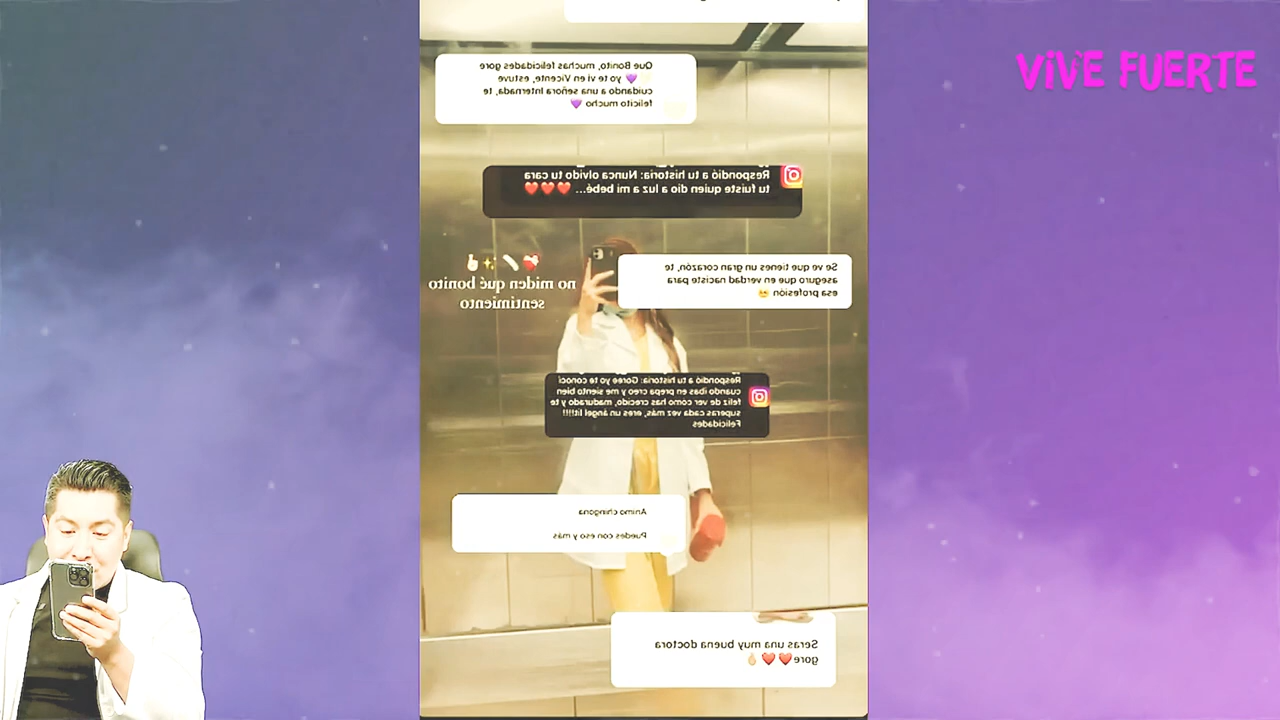 VIVE FUERTE
Que Bonito, muchas felicidades gore
💜 yo te vi en Vicente, estuve
cuidando a una señora Internada, te
felicito mucho 💜
Respondió a tu historia: Nunca olvido tu cara
tu fuiste quien dio a luz a mi bebé... ❤️❤️❤️
no miden qué bonito
sentimiento
Se ve que tienes un gran corazón, te
aseguro que en verdad naciste para
esa profesión 🥹
Respondió a tu historia: Goree yo te conocí
cuando ibas en prepa creo y me siento bien
feliz de ver cómo has crecido, madurado y te
superas cada vez más, eres un ángel lit!!!!
Felicidades
Animo chingona
Puedes con eso y más
Seras una muy buena doctora
gore❤️❤️🫰🏻